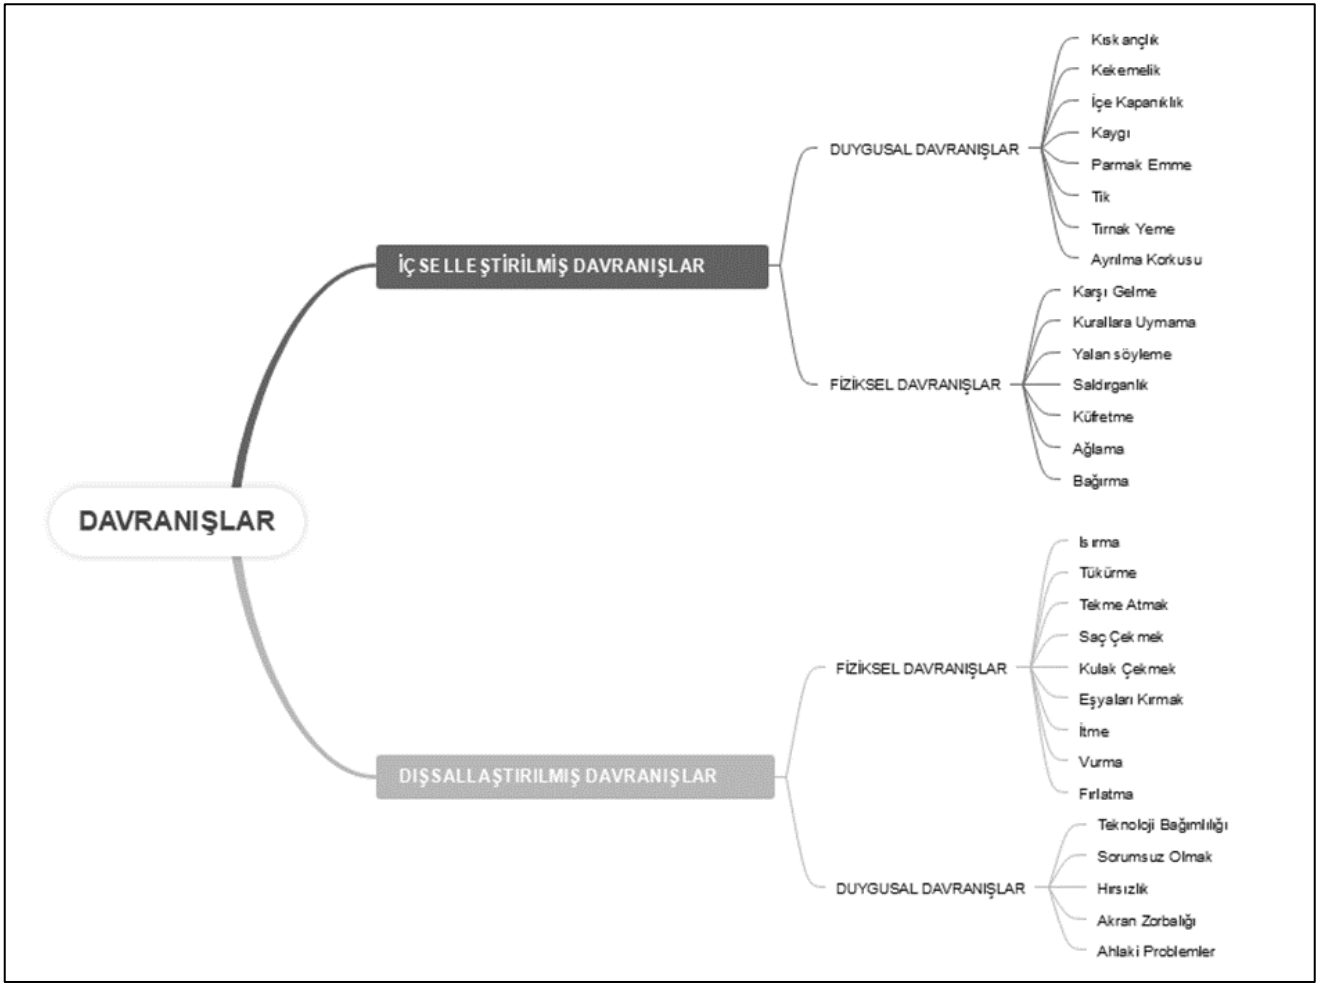 DAVRANIŞLAR
İÇSELLEŞTİRİLMİŞ DAVRANIŞLAR
DUYGUSAL DAVRANIŞLAR
Kıskançlık
Kekemelik
İçe Kapanıklık
Kaygı
Parmak Emme
Tik
Tırnak Yeme
Ayrılma Korkusu
FİZİKSEL DAVRANIŞLAR
Karşı Gelme
Kurallara Uymama
Yalan söyleme
Saldırganlık
Küfretme
Ağlama
Bağırma
DIŞSALLAŞTIRILMIŞ DAVRANIŞLAR
FİZİKSEL DAVRANIŞLAR
Isırma
Tükürme
Tekme Atmak
Saç Çekmek
Kulak Çekmek
Eşyaları Kırmak
İtme
Vurma
Fırlatma
DUYGUSAL DAVRANIŞLAR
Teknoloji Bağımlılığı
Sorumsuz Olmak
Hırsızlık
Akran Zorbalığı
Ahlaki Problemler